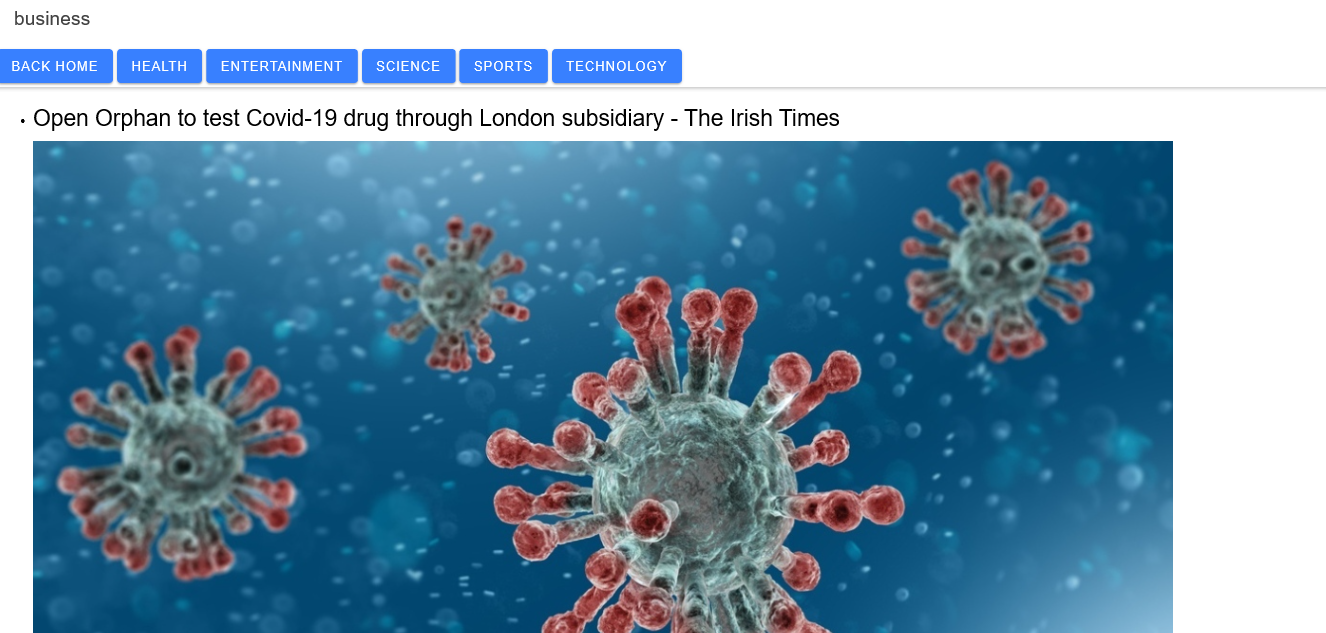 business
BACK HOME HEALTH ENTERTAINMENT SCIENCE SPORTS TECHNOLOGY
• Open Orphan to test Covid-19 drug through London subsidiary - The Irish Times